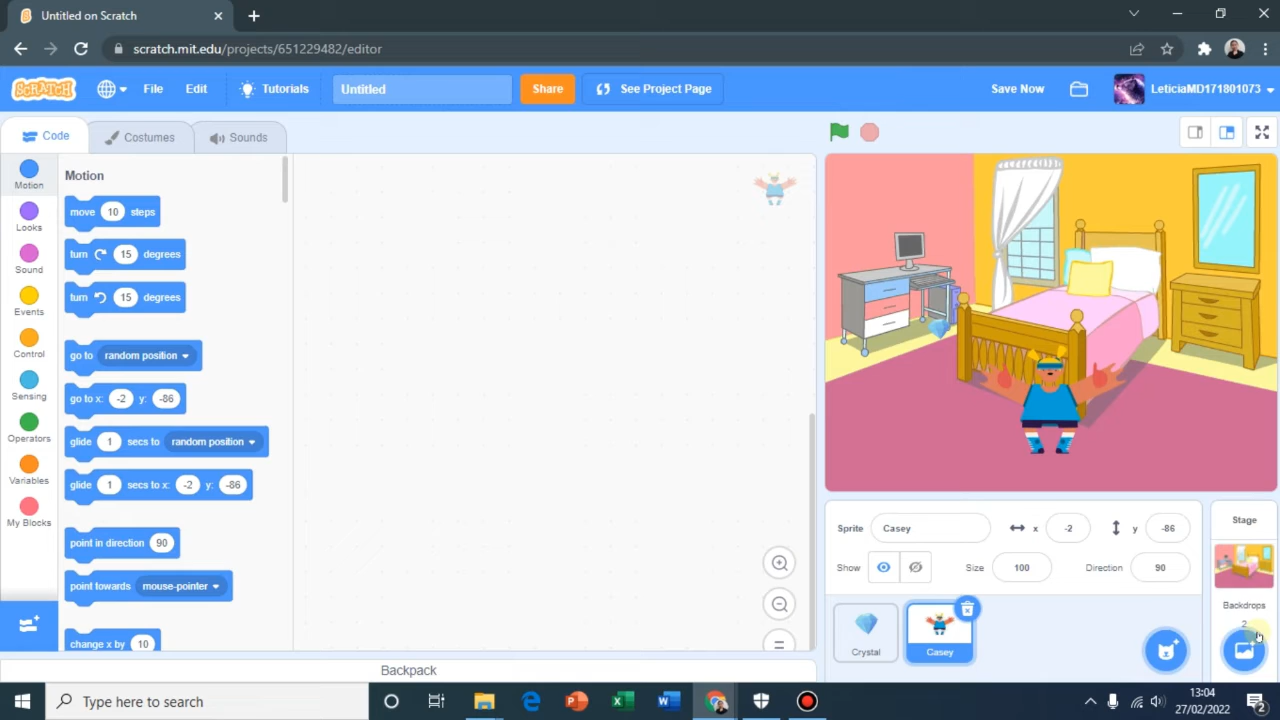 Untitled on Scratch
scratch.mit.edu/projects/651229482/editor
SCRATCH File Edit Tutorials Untitled Share See Project Page Save Now LeticiaMD171801073
Code Costumes Sounds
Motion
Looks
Sound
Events
Control
Sensing
Operators
Variables
My Blocks
Motion
move 10 steps
turn 15 degrees
turn 15 degrees
go to random position
go to x: -2 y: -86
glide 1 secs to random position
glide 1 secs to x: -2 y: -86
point in direction 90
point towards mouse-pointer
change x by 10
Sprite Casey x -2 y -86
Show Size 100 Direction 90
Crystal
Casey
Stage
Backdrops
2
Backpack
Type here to search
13:04
27/02/2022
2